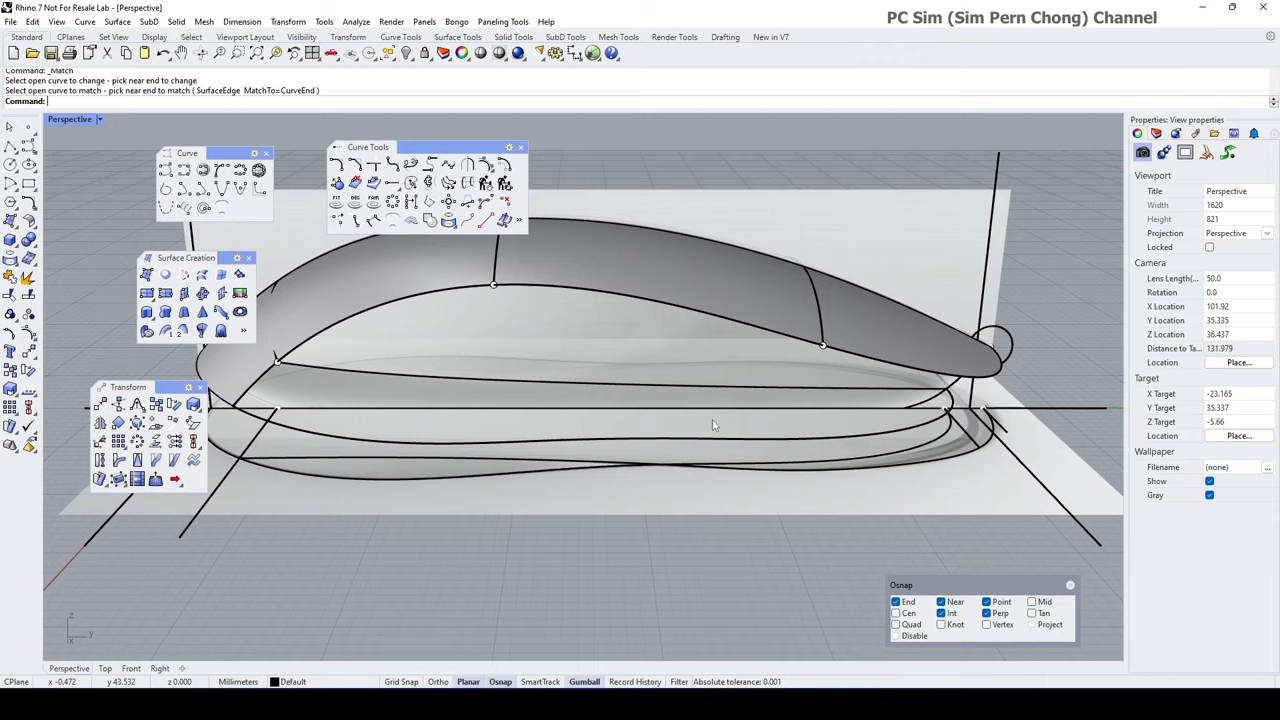 Rhino 7 Not For Resale Lab - [Perspective]
PC Sim (Sim Pern Chong) Channel
File Edit View Curve Surface SubD Solid Mesh Dimension Transform Tools Analyze Render Panels Bongo Paneling Tools Window Help
Standard CPlanes Set View Display Select Viewport Layout Visibility Transform Curve Tools Surface Tools Solid Tools SubD Tools Mesh Tools Render Tools Drafting New in V7
Command: _Match
Select open curve to change - pick near end to change
Select open curve to match - pick near end to match ( SurfaceEdge MatchTo=CurveEnd )
Command:
Perspective
Curve
Curve Tools
Surface Creation
1 2
Transform
z
y
x
Osnap
End Near Point Mid
Cen Int Perp Tan
Quad Knot Vertex Project
Disable
Properties: View properties
Viewport
Title Perspective
Width 1620
Height 821
Projection Perspective
Locked
Camera
Lens Length(... 50.0
Rotation 0.0
X Location 101.92
Y Location 35.335
Z Location 36.437
Distance to Ta... 131.979
Location Place...
Target
X Target -23.165
Y Target 35.337
Z Target -5.66
Location Place...
Wallpaper
Filename (none) ...
Show
Gray
Perspective Top Front Right
CPlane x -0.472 y 43.532 z 0.000 Millimeters Default Grid Snap Ortho Planar Osnap SmartTrack Gumball Record History Filter Absolute tolerance: 0.001